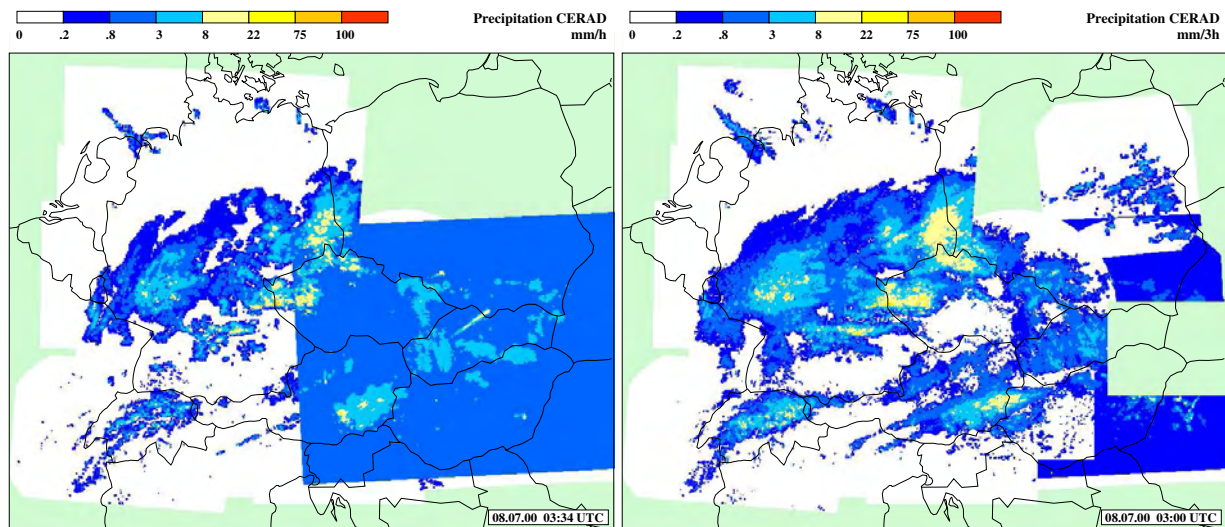 Precipitation CERAD
0 .2 .8 3 8 22 75 100 mm/h
08.07.00 03:34 UTC
Precipitation CERAD
0 .2 .8 3 8 22 75 100 mm/3h
08.07.00 03:00 UTC